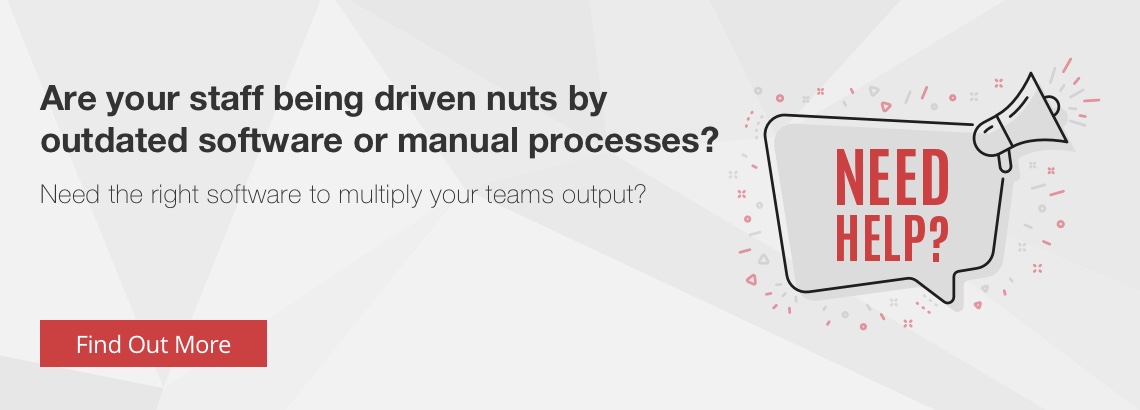 Are your staff being driven nuts by
outdated software or manual processes?
Need the right software to multiply your teams output?
Find Out More
NEED
HELP?